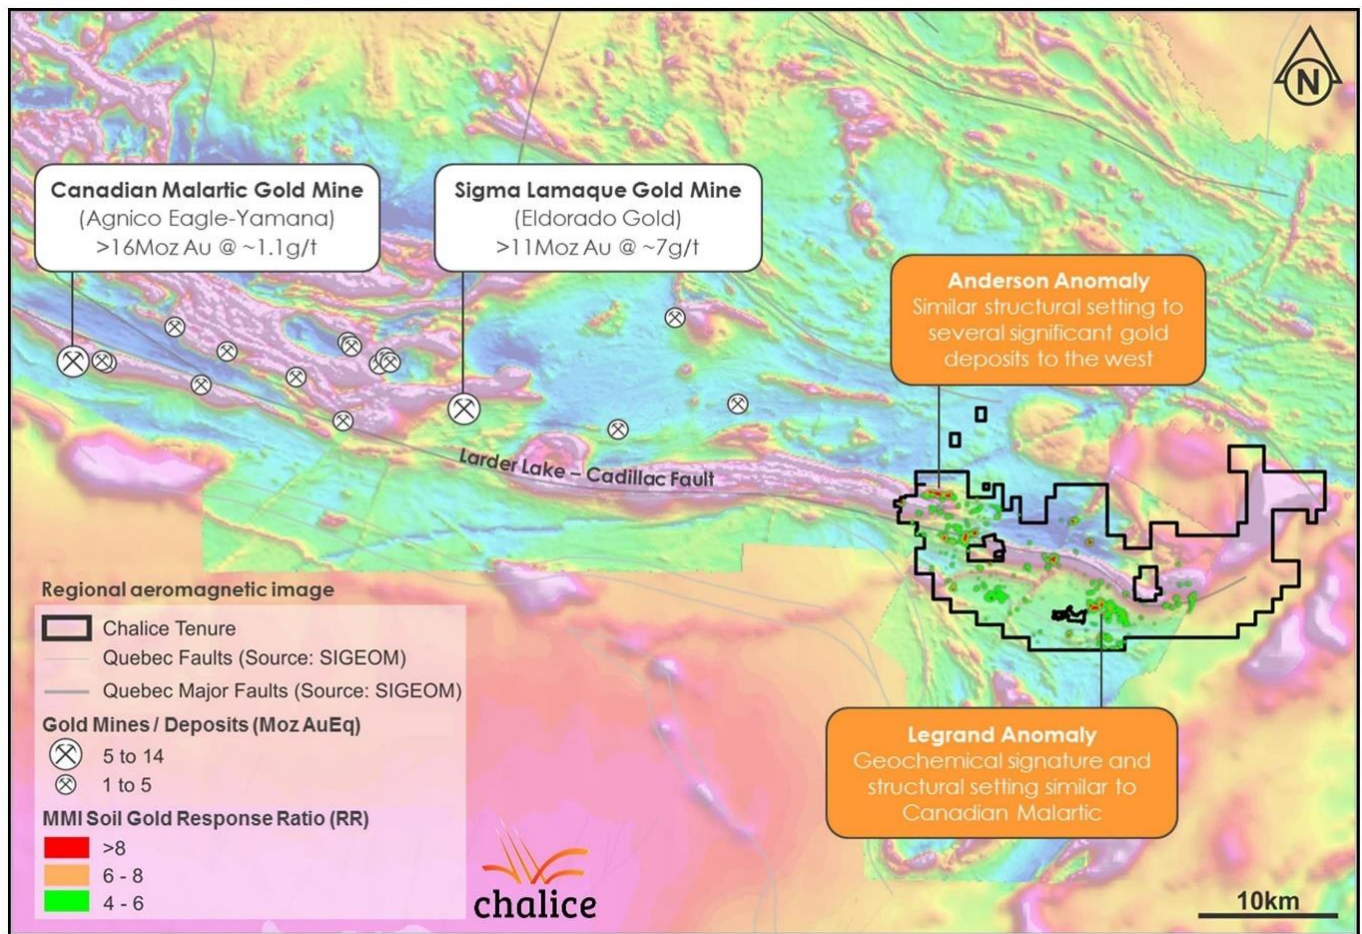 N
Canadian Malartic Gold Mine
(Agnico Eagle-Yamana)
>16Moz Au @ ~1.1g/t
Sigma Lamaque Gold Mine
(Eldorado Gold)
>11Moz Au @ ~7g/t
Anderson Anomaly
Similar structural setting to
several significant gold
deposits to the west
Larder Lake – Cadillac Fault
Regional aeromagnetic image
Chalice Tenure
Quebec Faults (Source: SIGEOM)
Quebec Major Faults (Source: SIGEOM)
Gold Mines / Deposits (Moz AuEq)
5 to 14
1 to 5
MMI Soil Gold Response Ratio (RR)
>8
6 - 8
4 - 6
chalice
Legrand Anomaly
Geochemical signature and
structural setting similar to
Canadian Malartic
10km